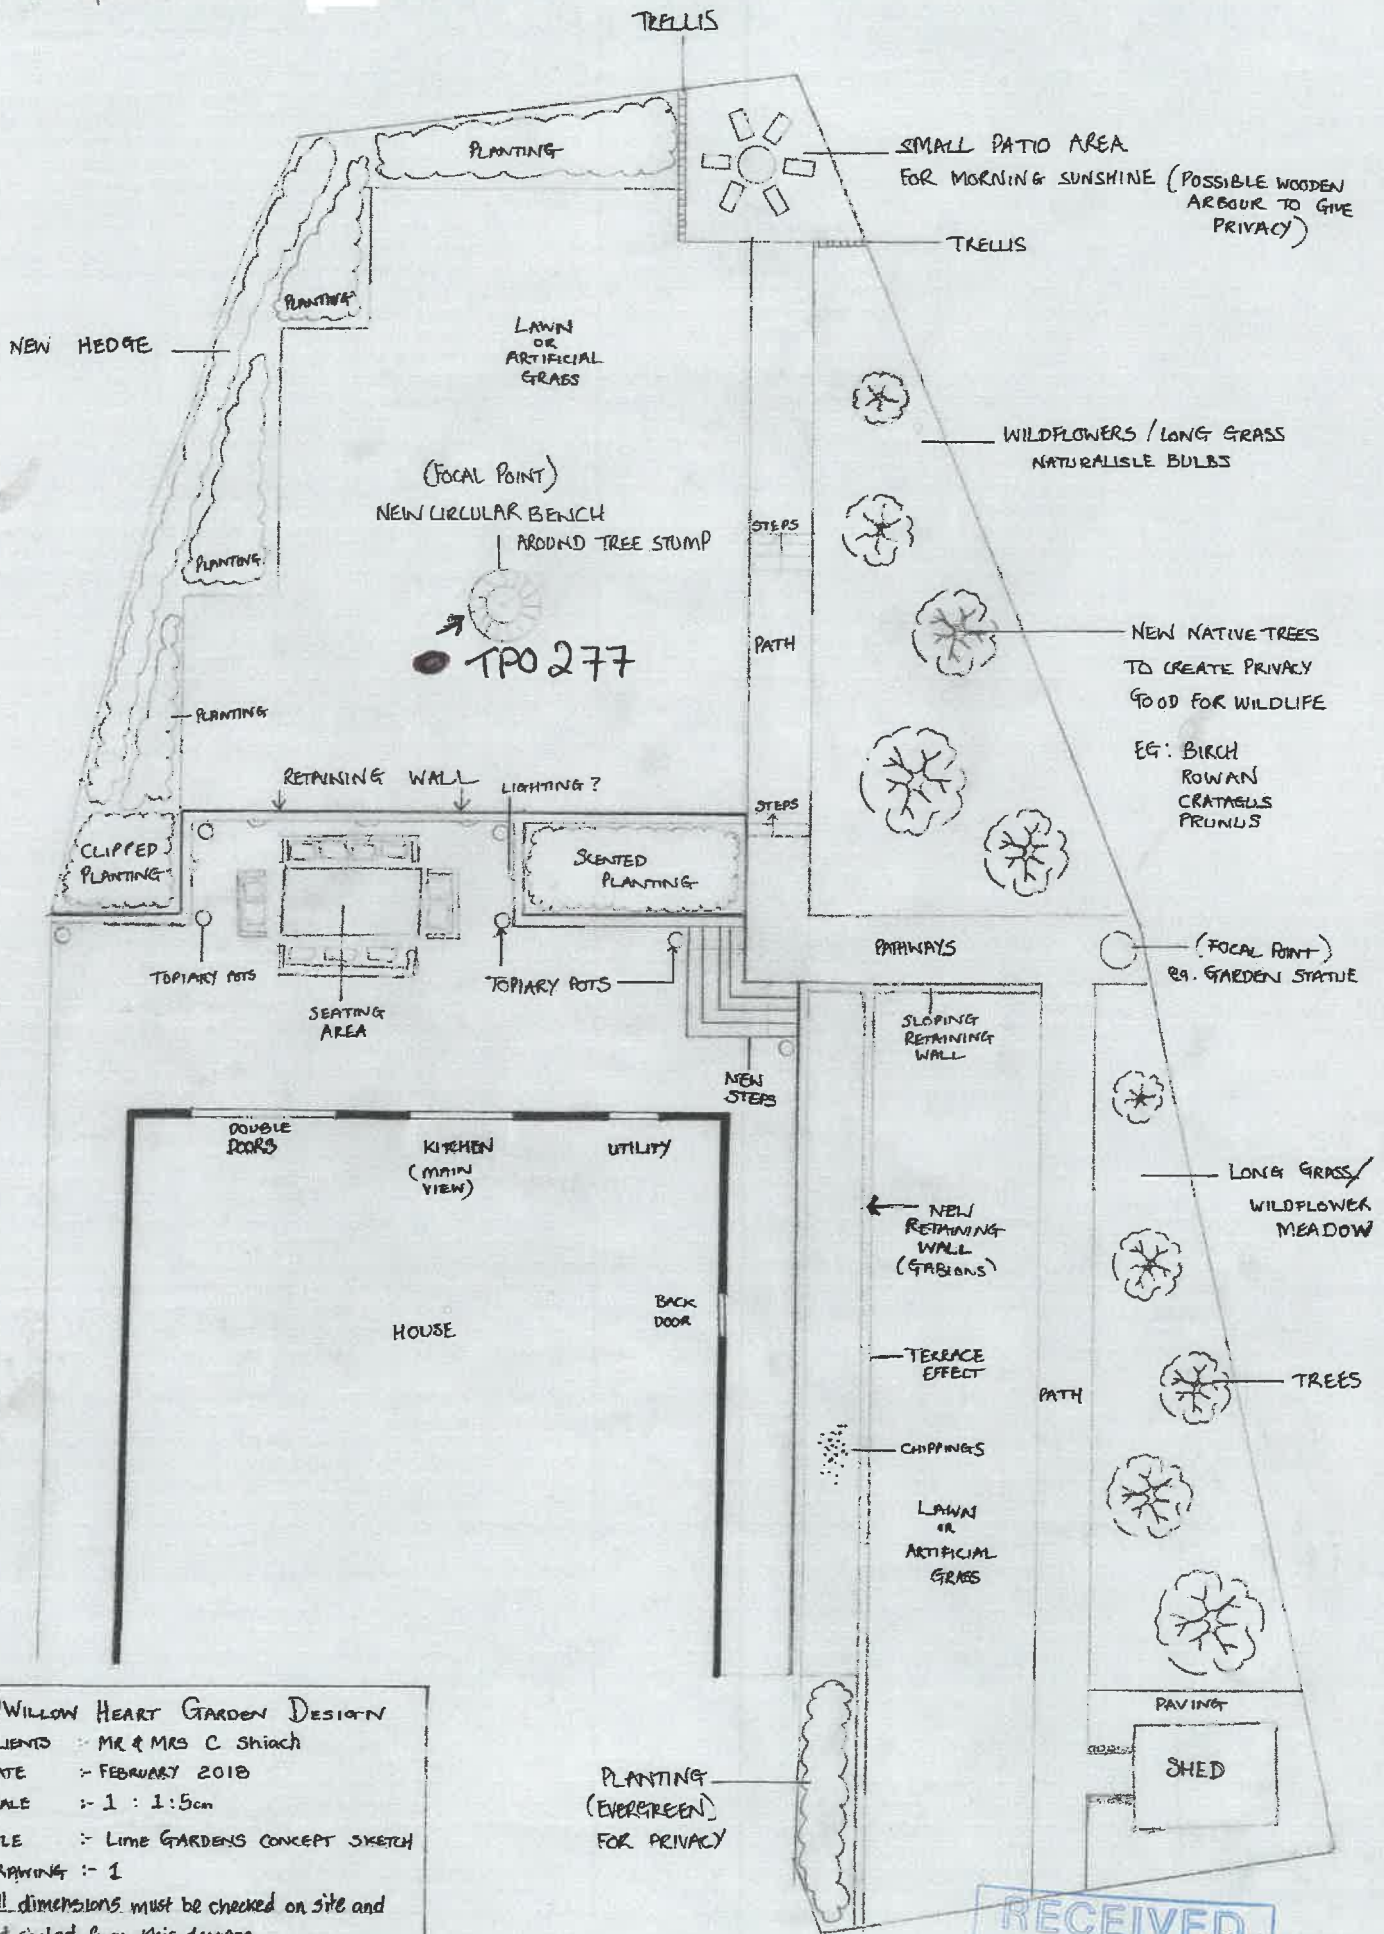 TRELLIS
PLANTING
SMALL PATIO AREA
FOR MORNING SUNSHINE (POSSIBLE WOODEN
ARBOUR TO GIVE
PRIVACY)
TRELLIS
PLANTING
NEW HEDGE
LAWN
OR
ARTIFICIAL
GRASS
WILDFLOWERS / LONG GRASS
NATURALISLE BULBS
(FOCAL POINT)
NEW CIRCULAR BENCH
AROUND TREE STUMP
STEPS
PLANTING
TPO 277
PATH
NEW NATIVE TREES
TO CREATE PRIVACY
GOOD FOR WILDLIFE
EG: BIRCH
ROWAN
CRATAGUS
PRUNUS
PLANTING
RETAINING WALL
LIGHTING?
STEPS
CLIPPED
PLANTING
SCENTED
PLANTING
PATHWAYS
(FOCAL POINT)
eg. GARDEN STATUE
TOPIARY POTS
TOPIARY POTS
SEATING
AREA
SLOPING
RETAINING
WALL
NEW
STEPS
DOUBLE
DOORS
KITCHEN
(MAIN
VIEW)
UTILITY
LONG GRASS/
WILDFLOWER
MEADOW
NEW
RETAINING
WALL
(GABIONS)
BACK
DOOR
HOUSE
TERRACE
EFFECT
PATH
TREES
CHIPPINGS
LAWN
OR
ARTIFICIAL
GRASS
PAVING
SHED
PLANTING
(EVERGREEN)
FOR PRIVACY
WILLOW HEART GARDEN DESIGN
:- MR & MRS C Shiach
:- FEBRUARY 2018
:- 1 : 1:5cm
:- Lime GARDENS CONCEPT SKETCH
:- 1
dimensions must be checked on site and
RECEIVED